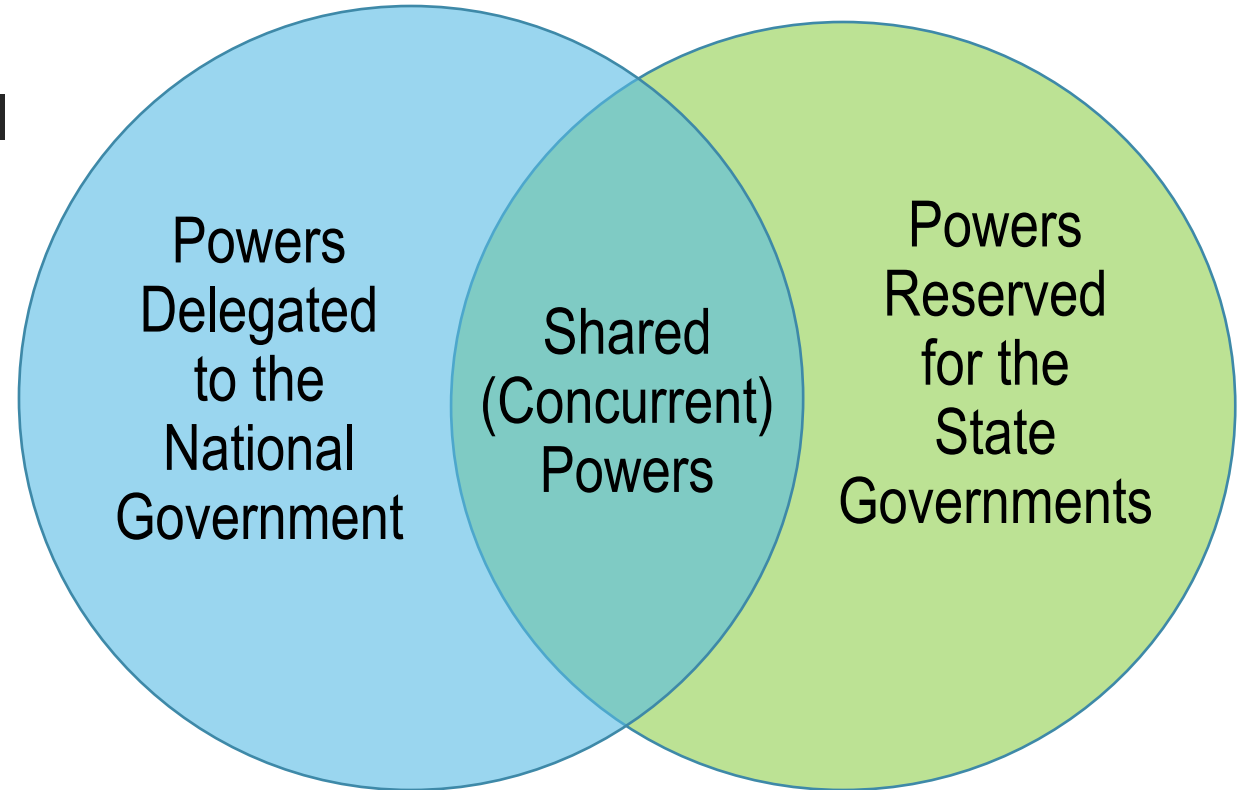 Powers
Delegated
to the
National
Government
Shared
(Concurrent)
Powers
Powers
Reserved
for the
State
Governments